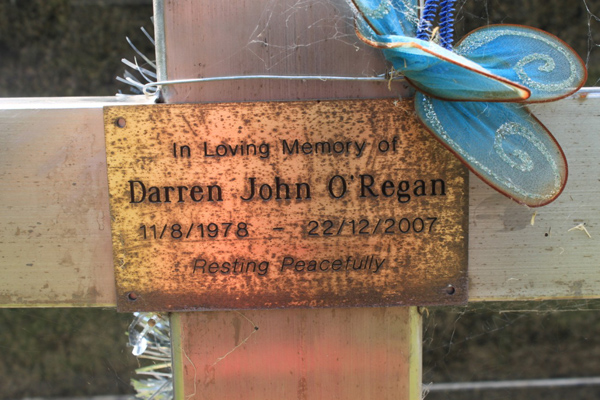 In Loving Memory of
Darren John O'Regan
11/8/1978 - 22/12/2007
Resting Peacefully